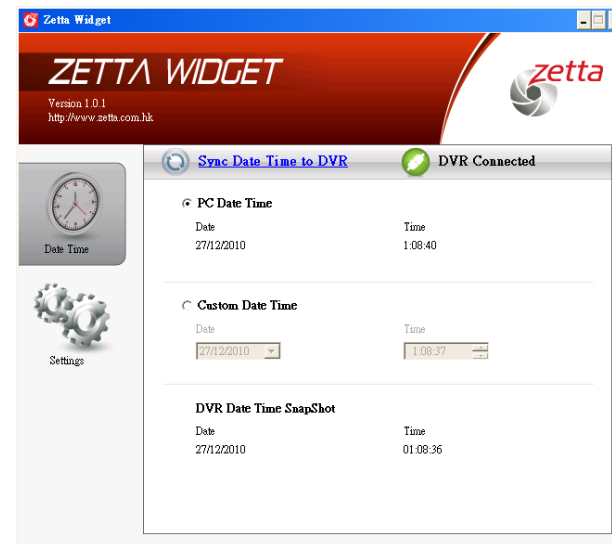 Zetta Widget
ZETTA WIDGET
zetta
Version 1.0.1
http://www.zetta.com.hk
Sync Date Time to DVR
DVR Connected
Date Time
Settings
PC Date Time
Date Time
27/12/2010 1:08:40
Custom Date Time
Date Time
27/12/2010 1:08:37
DVR Date Time SnapShot
Date Time
27/12/2010 01:08:36